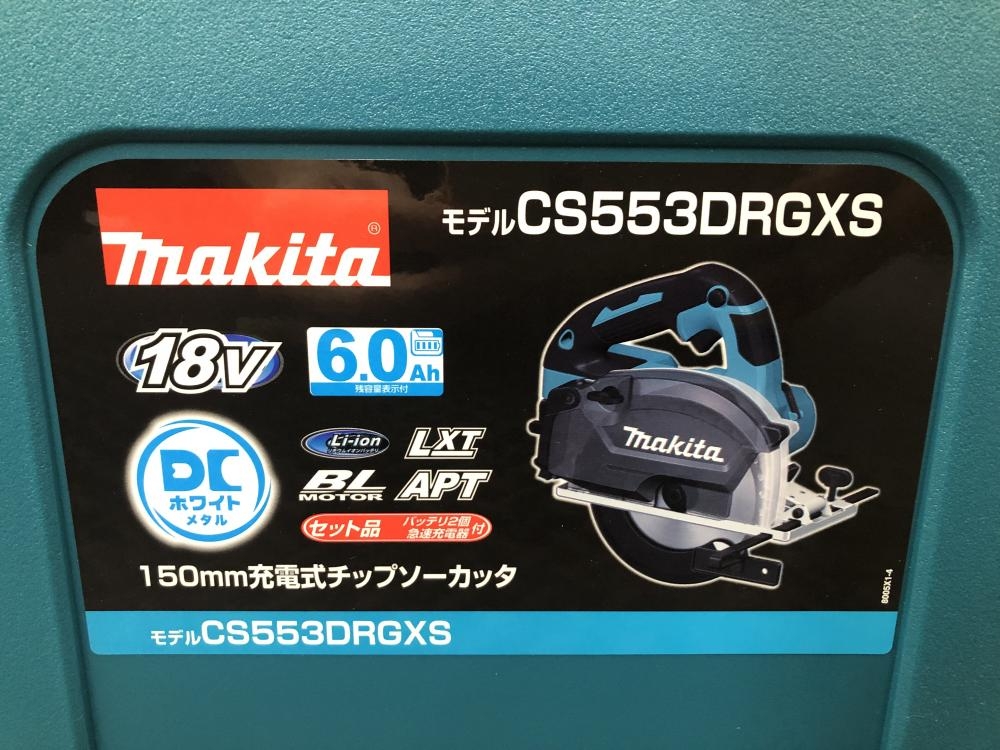 makita®
モデルCS553DRGXS
18V
6.0Ah
残容量表示付
DC
ホワイト
メタル
Li-ion
リチウムイオンバッテリ
LXT
BL
MOTOR
APT
セット品
バッテリ2個
急速充電器付
makita
150mm充電式チップソーカッタ
8005X1-4
モデルCS553DRGXS